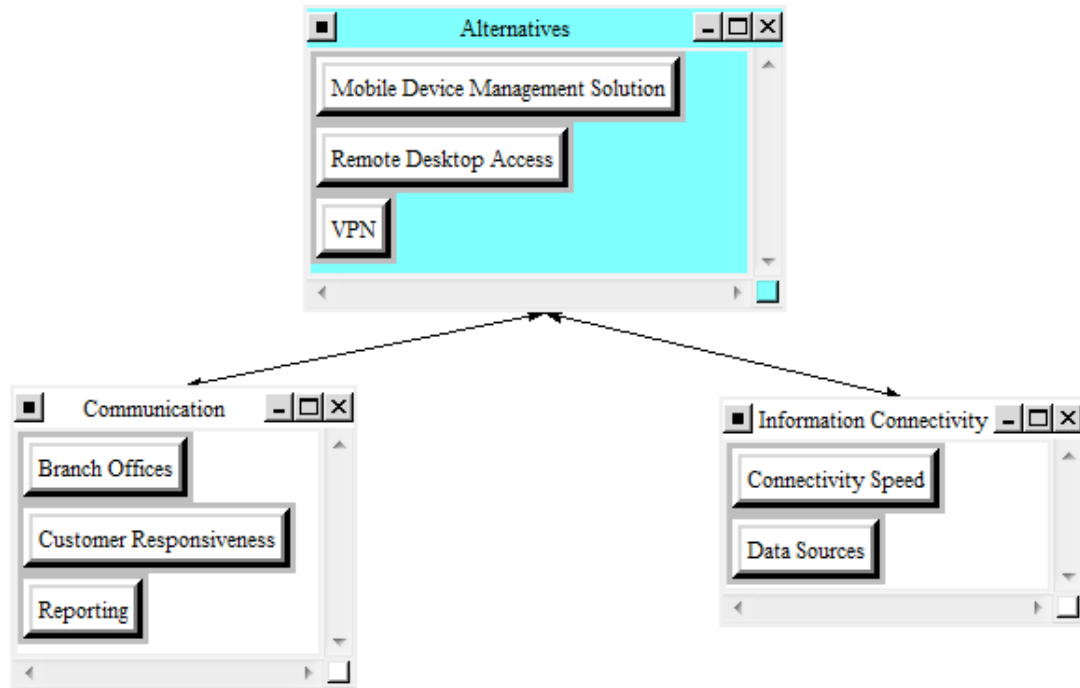 Alternatives
Mobile Device Management Solution
Remote Desktop Access
VPN
Communication
Branch Offices
Customer Responsiveness
Reporting
Information Connectivity
Connectivity Speed
Data Sources